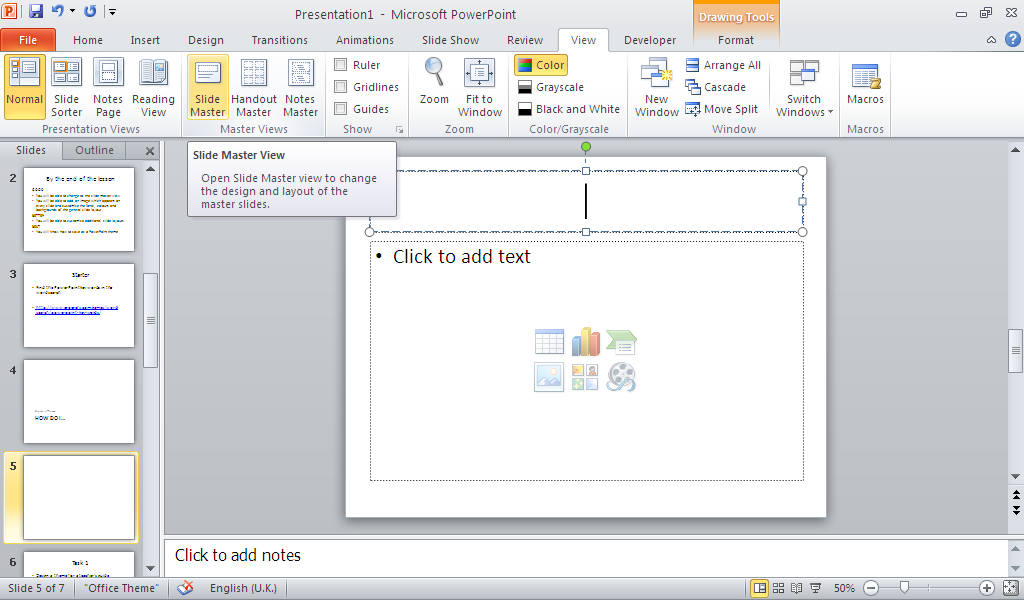 Presentation1 - Microsoft PowerPoint
Drawing Tools
File Home Insert Design Transitions Animations Slide Show Review View Developer Format
Normal
Slide Sorter
Notes Page
Reading View
Presentation Views
Slide Master
Handout Master
Notes Master
Master Views
Ruler
Gridlines
Guides
Show
Zoom
Fit to Window
Zoom
Color
Grayscale
Black and White
Color/Grayscale
New Window
Arrange All
Cascade
Move Split
Switch Windows
Window
Macros
Macros
Slides Outline
Slide Master View
Open Slide Master view to change
the design and layout of the
master slides.
2
By the end of the lesson
3
Starter
4
HOW DO I...
5
6
Task 1
• Click to add text
Click to add notes
Slide 5 of 7 "Office Theme" English (U.K.) 50%